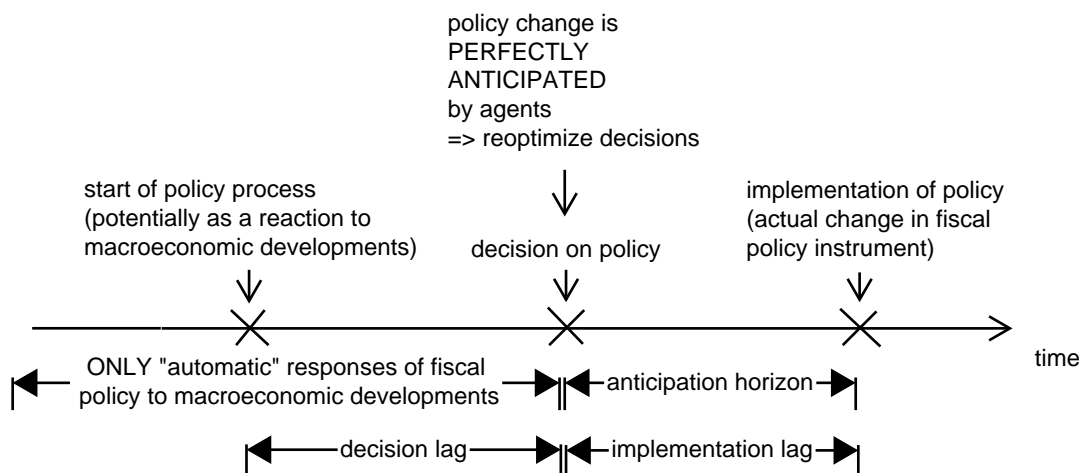 policy change is
PERFECTLY
ANTICIPATED
by agents
=> reoptimize decisions
start of policy process
(potentially as a reaction to
macroeconomic developments)
decision on policy
implementation of policy
(actual change in fiscal
policy instrument)
time
ONLY "automatic" responses of fiscal
policy to macroeconomic developments
anticipation horizon
decision lag
implementation lag